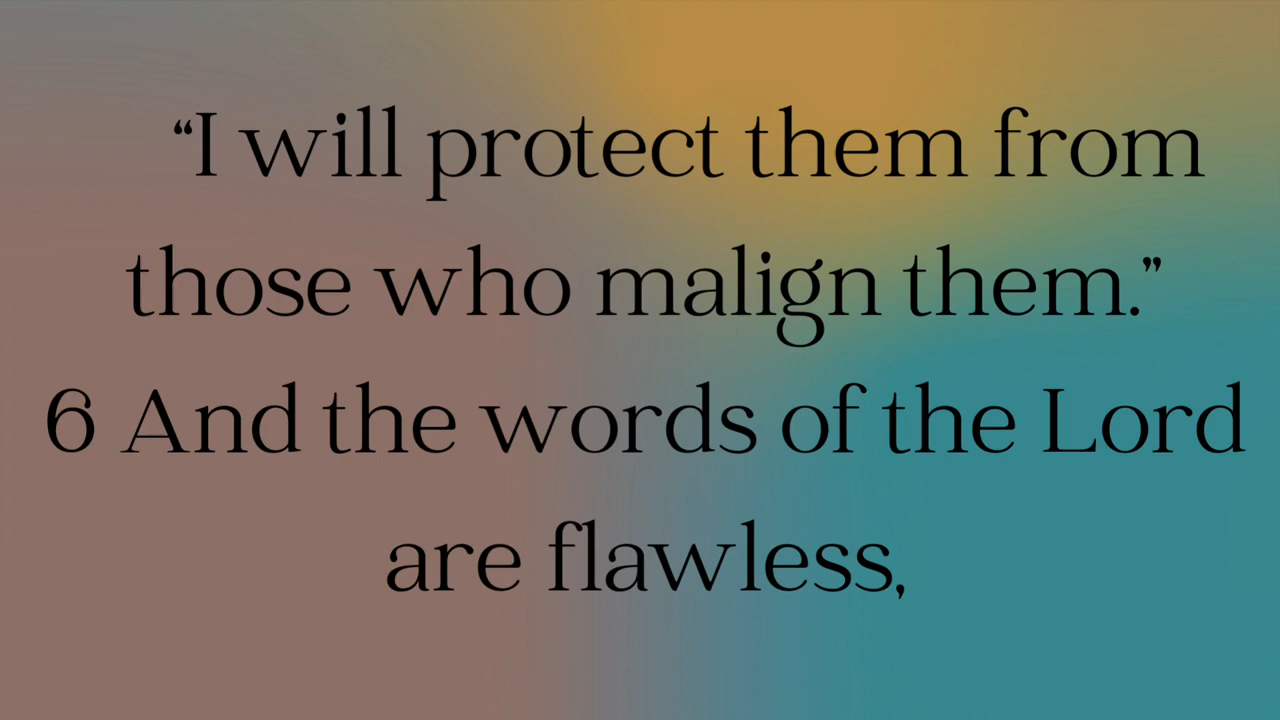 “I will protect them from
those who malign them.”
6 And the words of the Lord
are flawless,